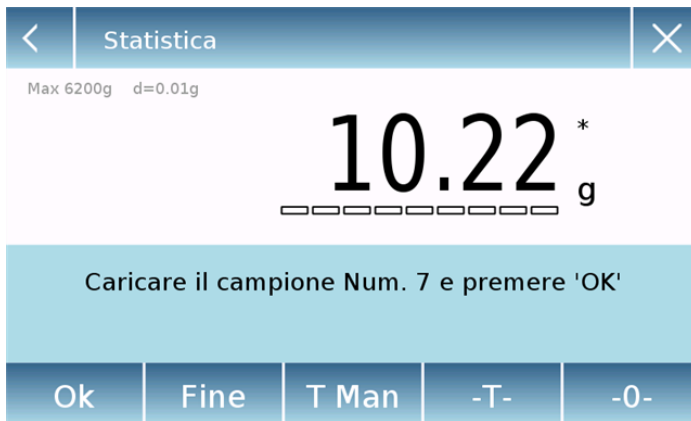 Statistica
Max 6200g d=0.01g
10.22 *
g
Caricare il campione Num. 7 e premere 'OK'
Ok Fine T Man -T- -0-